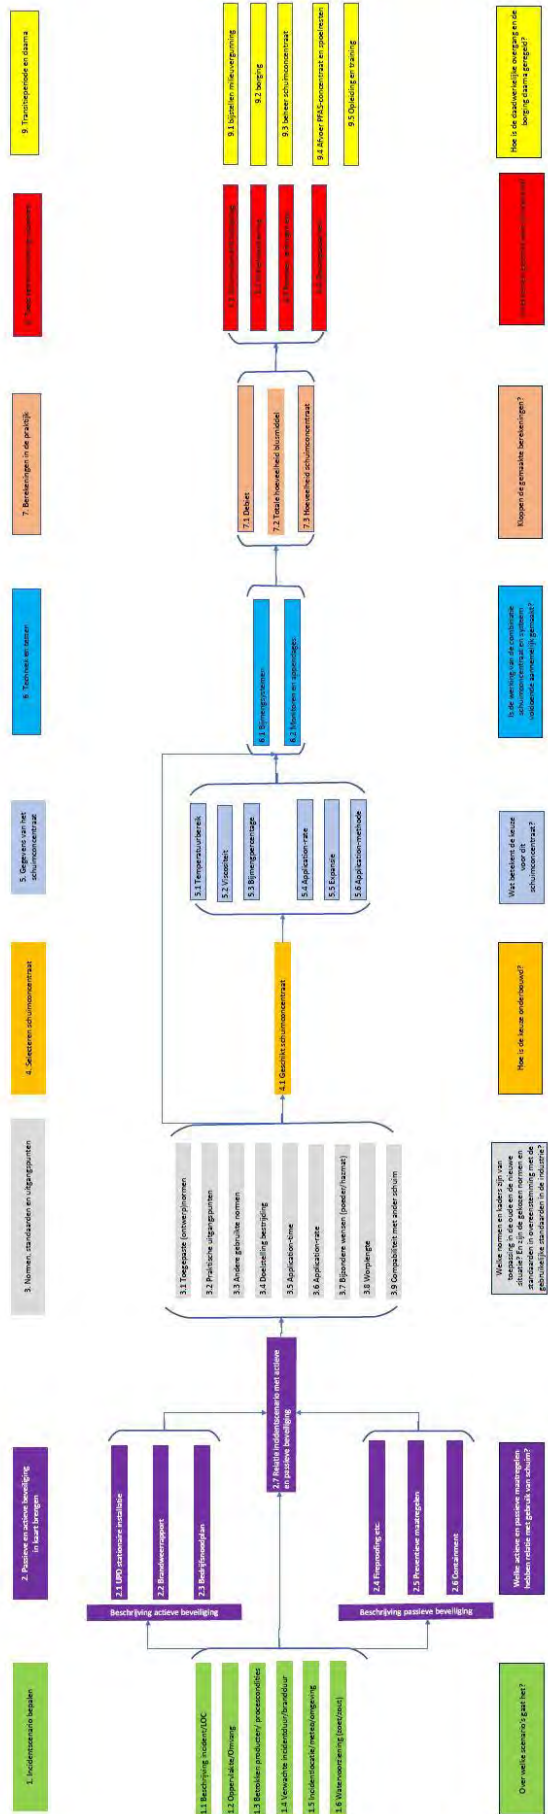 1. Incidentscenario bepalen
1.1 Beschrijving incident/LOC
1.2 Oppervlakte/Omvang
1.3 Betrokken producten/ procescondities
1.4 Verwachte incidentduur/brandduur
1.5 Incidentlocatie/meteo/omgeving
1.6 Watervoorziening (zoet/zout)
Over welke scenario's gaat het?
2. Passieve en actieve beveiliging
in kaart brengen
Beschrijving actieve beveiliging
2.1 UPD stationaire installatie
2.2 Brandweerrapport
2.3 Bedrijfsnoodplan
2.7 Relatie incidentscenario met actieve
en passieve beveiliging
Beschrijving passieve beveiliging
2.4 Fireproofing etc.
2.5 Preventieve maatregelen
2.6 Containment
Welke actieve en passieve maatregelen
hebben relatie met gebruik van schuim?
3. Normen, standaarden en uitgangspunten
3.1 Toegepaste (ontwerp)normen
3.2 Praktische uitgangspunten
3.3 Andere gebruikte normen
3.4 Doelstelling bestrijding
3.5 Application-time
3.6 Application-rate
3.7 Bijzondere wensen (poeder/hazmat)
3.8 Worplengte
3.9 Compabiliteit met ander schuim
Welke normen en kaders zijn van
toepassing in de oude en de nieuwe
situatie? En zijn de gekozen normen en
standaarden in overeenstemming met de
gebruikelijke standaarden in de industrie?
4. Selecteren schuimconcentraat
4.1 Geschikt schuimconcentraat
Hoe is de keuze onderbouwd?
5. Gegevens van het
schuimconcentraat
5.1 Temperatuurbereik
5.2 Viscositeit
5.3 Bijmengpercentage
5.4 Application-rate
5.5 Expansie
5.6 Application-methode
Wat betekent de keuze
voor dit
schuimconcentraat?
6. Technies en testen
6.1 Bijmengsystemen
6.2 Monitoren en appendages
Is de werking van de combinatie
schuimconcentraat en systeem
voldoende aannemelijk gemaakt?
7. Berekeningen in de praktijk
7.1 Debiet
7.2 Totale hoeveelheid blusmiddel
7.3 Hoeveelheid schuimconcentraat
Kloppen de gemaakte berekeningen?
9. Transitieperiode en daarna
9.1 bijstellen milieuvergunning
9.2 borging
9.3 beheer schuimconcentraat
9.4 Afvoer PFAS-concentraat en spoelresten
9.5 Opleiding en training
Hoe is de daadwerkelijke overgang en de
borging daarna geregeld?